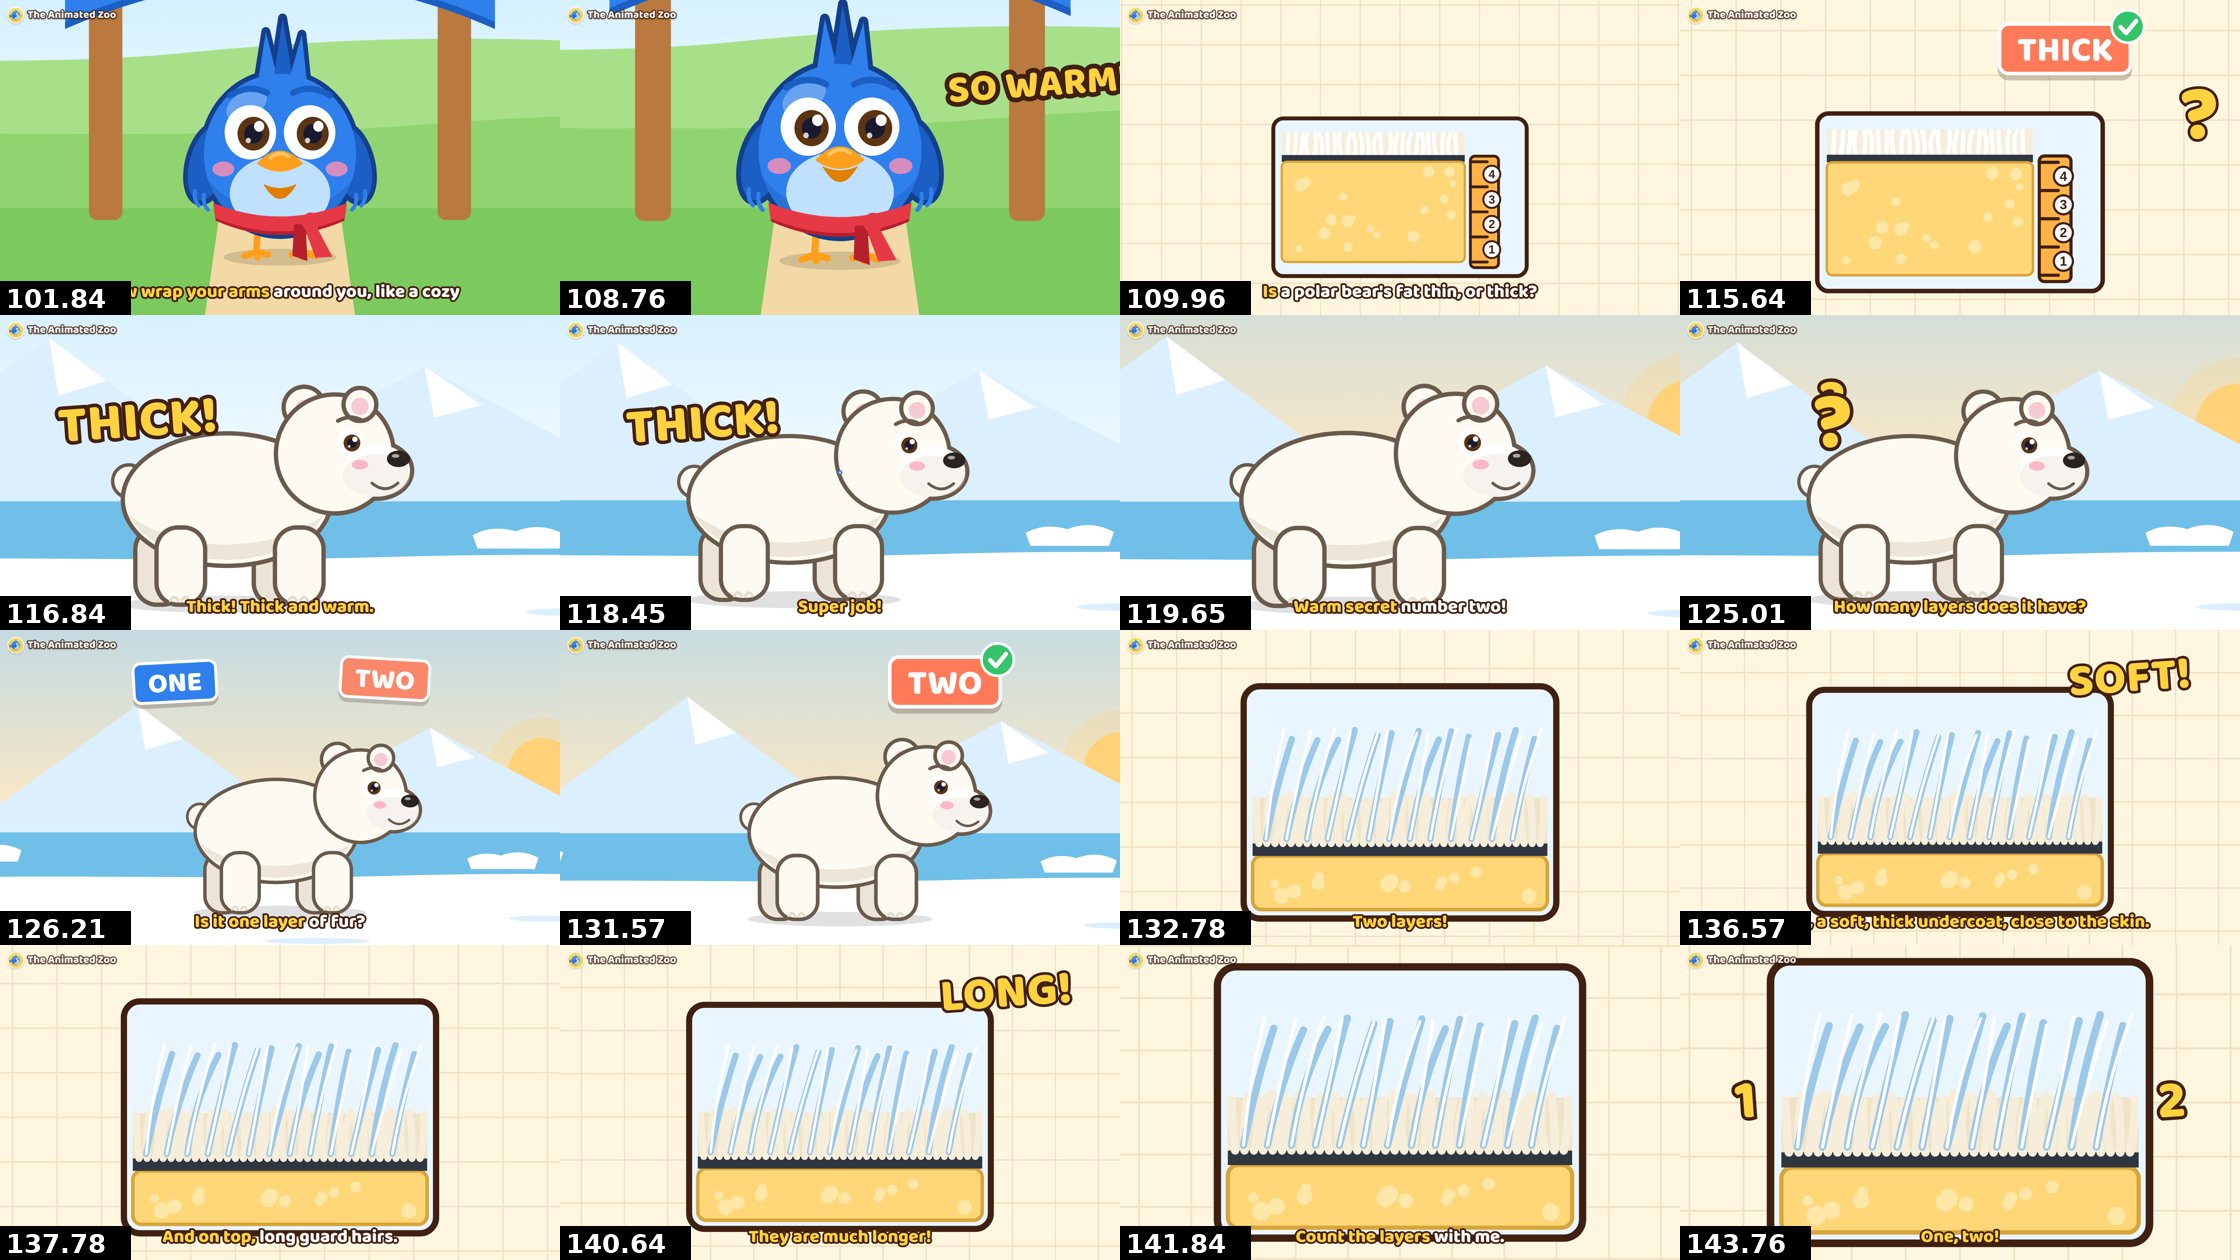 The Animated Zoo
wrap your arms around you, like a cozy
101.84
The Animated Zoo
SO WARM
108.76
The Animated Zoo
4
3
2
1
Is a polar bear's fat thin, or thick?
109.96
The Animated Zoo
THICK
?
4
3
2
1
115.64
The Animated Zoo
THICK!
Thick! Thick and warm.
116.84
The Animated Zoo
THICK!
Super job!
118.45
The Animated Zoo
Warm secret number two!
119.65
The Animated Zoo
?
How many layers does it have?
125.01
The Animated Zoo
ONE
TWO
Is it one layer of fur?
126.21
The Animated Zoo
TWO
131.57
The Animated Zoo
Two layers!
132.78
The Animated Zoo
SOFT!
, a soft, thick undercoat, close to the skin.
136.57
The Animated Zoo
And on top, long guard hairs.
137.78
The Animated Zoo
LONG!
They are much longer!
140.64
The Animated Zoo
Count the layers with me.
141.84
The Animated Zoo
1
2
One, two!
143.76